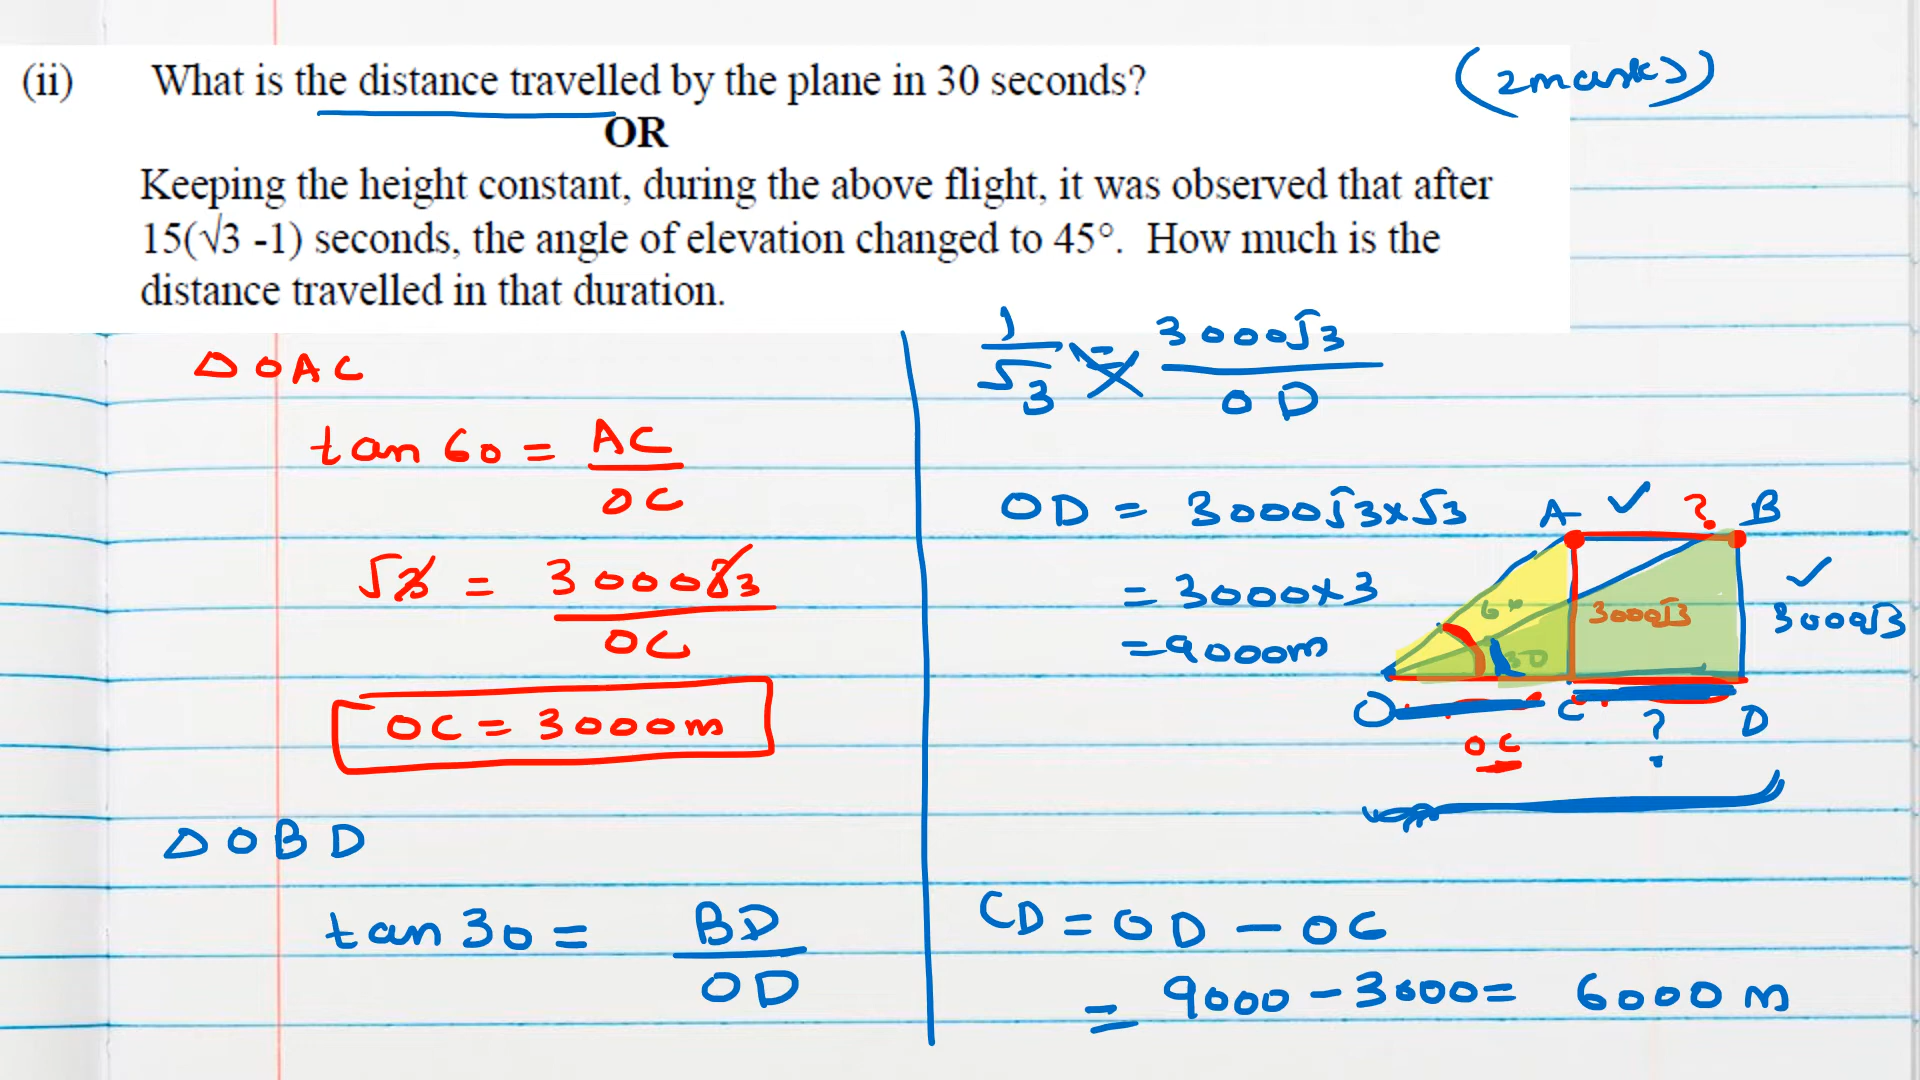 (ii) What is the distance travelled by the plane in 30 seconds? (2marks)
OR
Keeping the height constant, during the above flight, it was observed that after
15(√3 -1) seconds, the angle of elevation changed to 45°. How much is the
distance travelled in that duration.
△OAC
tan 60 = AC/OC
√3 = 3000√3/OC
OC = 3000m
△OBD
tan 30 = BD/OD
1/√3 = 3000√3/OD
OD = 3000√3×√3
= 3000×3
= 9000m
A ? B
60 3000√3 3000√3
30
O C D
OC ?
CD = OD − OC
= 9000 − 3000 = 6000 m